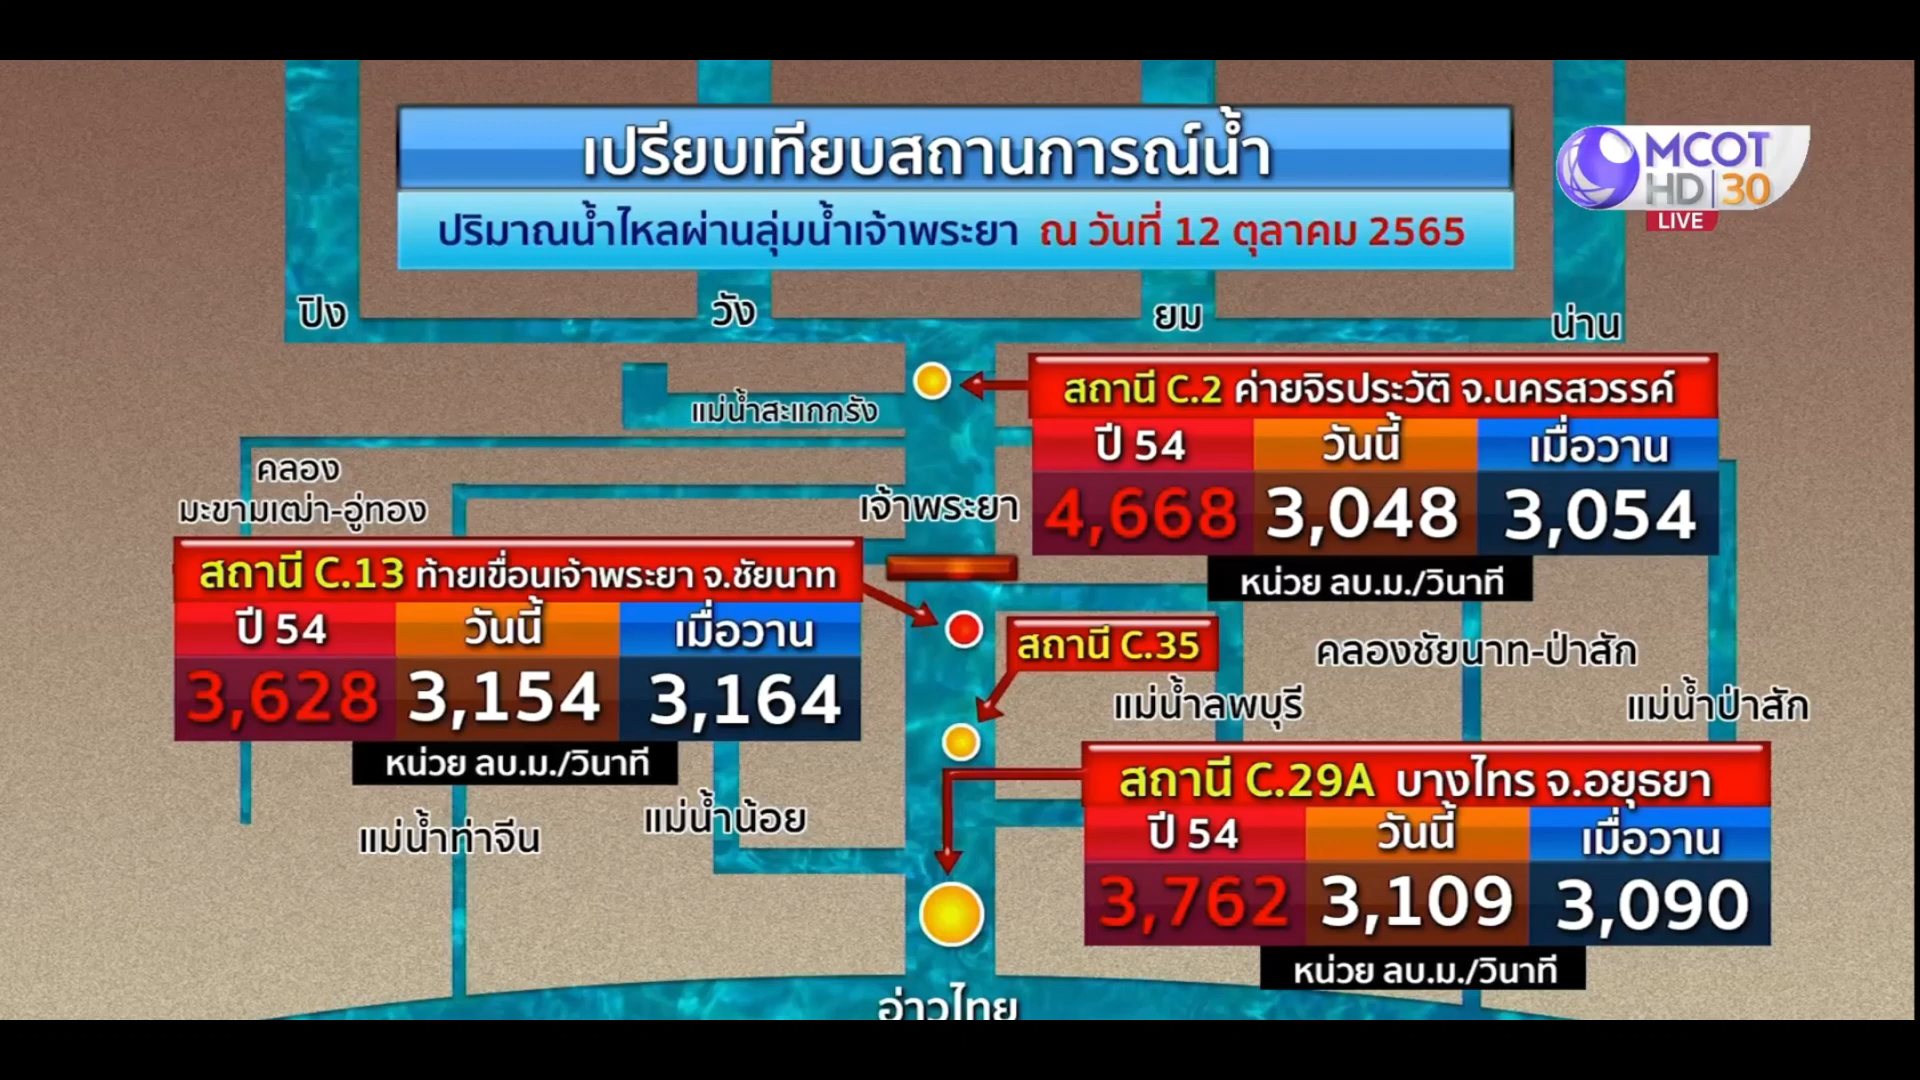 เปรียบเทียบสถานการณ์น้ำ
ปริมาณน้ำไหลผ่านลุ่มน้ำเจ้าพระยา ณ วันที่ 12 ตุลาคม 2565
MCOT
HD 30
LIVE
ปิง
วัง
ยม
น่าน
แม่น้ำสะแกกรัง
สถานี C.2 ค่ายจิรประวัติ จ.นครสวรรค์
ปี 54 วันนี้ เมื่อวาน
4,668 3,048 3,054
หน่วย ลบ.ม./วินาที
คลอง
มะขามเฒ่า-อู่ทอง
เจ้าพระยา
สถานี C.13 ท้ายเขื่อนเจ้าพระยา จ.ชัยนาท
ปี 54 วันนี้ เมื่อวาน
3,628 3,154 3,164
หน่วย ลบ.ม./วินาที
สถานี C.35
คลองชัยนาท-ป่าสัก
แม่น้ำลพบุรี
แม่น้ำป่าสัก
สถานี C.29A บางไทร จ.อยุธยา
ปี 54 วันนี้ เมื่อวาน
3,762 3,109 3,090
หน่วย ลบ.ม./วินาที
แม่น้ำท่าจีน
แม่น้ำน้อย
อ่าวไทย